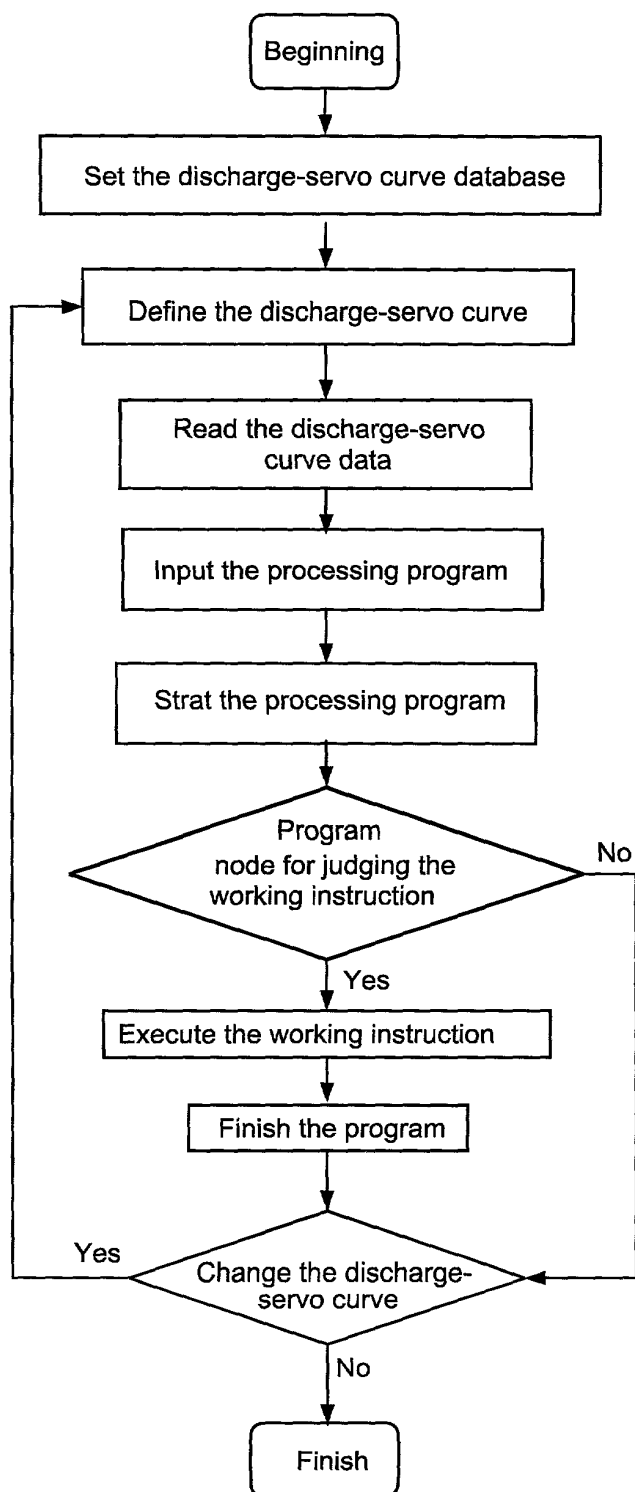 Beginning
Set the discharge-servo curve database
Define the discharge-servo curve
Read the discharge-servo
curve data
Input the processing program
Strat the processing program
Program
node for judging the
working instruction
No
Yes
Execute the working instruction
Finish the program
Yes
Change the discharge-
servo curve
No
Finish